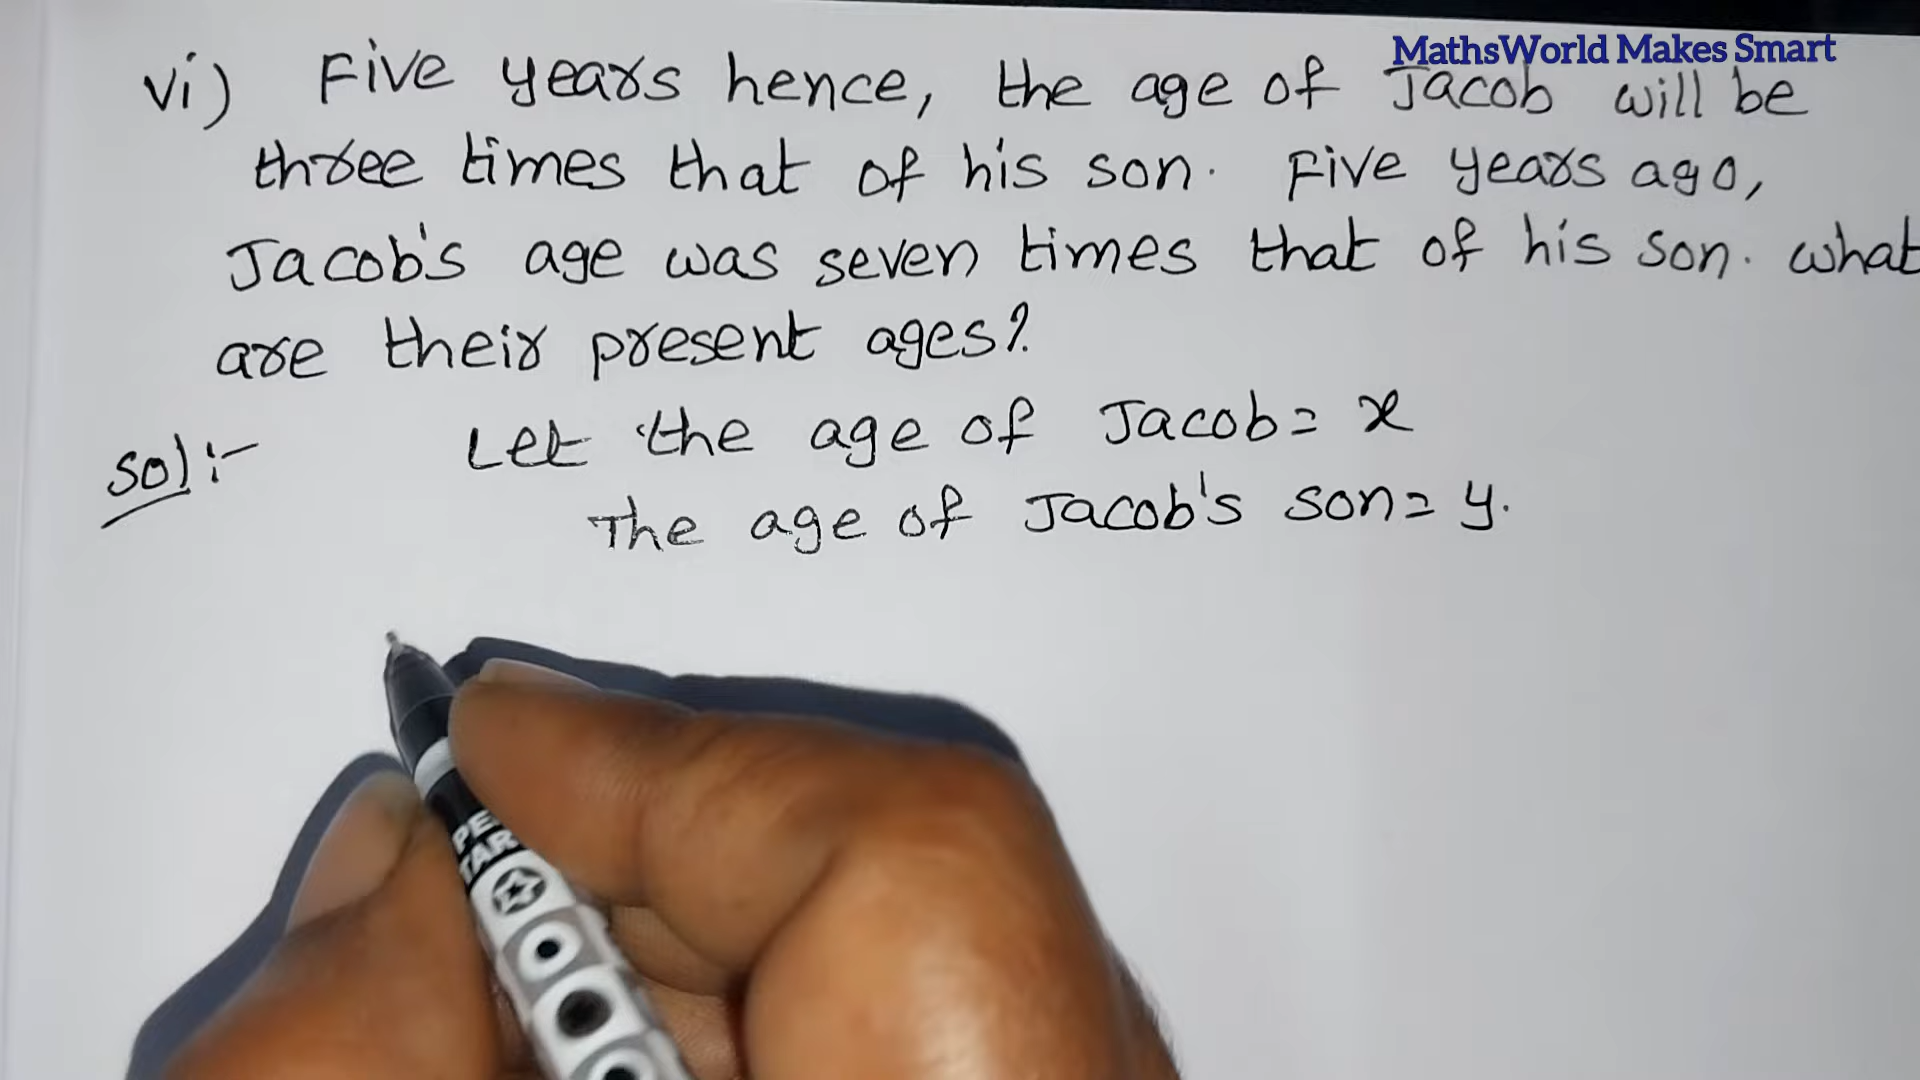 MathsWorld Makes Smart
vi) Five years hence, the age of Jacob will be
three times that of his son. Five years ago,
Jacob's age was seven times that of his son. what
are their present ages?
Sol:- Let the age of Jacob = x
The age of Jacob's son = y.
PE
TAR